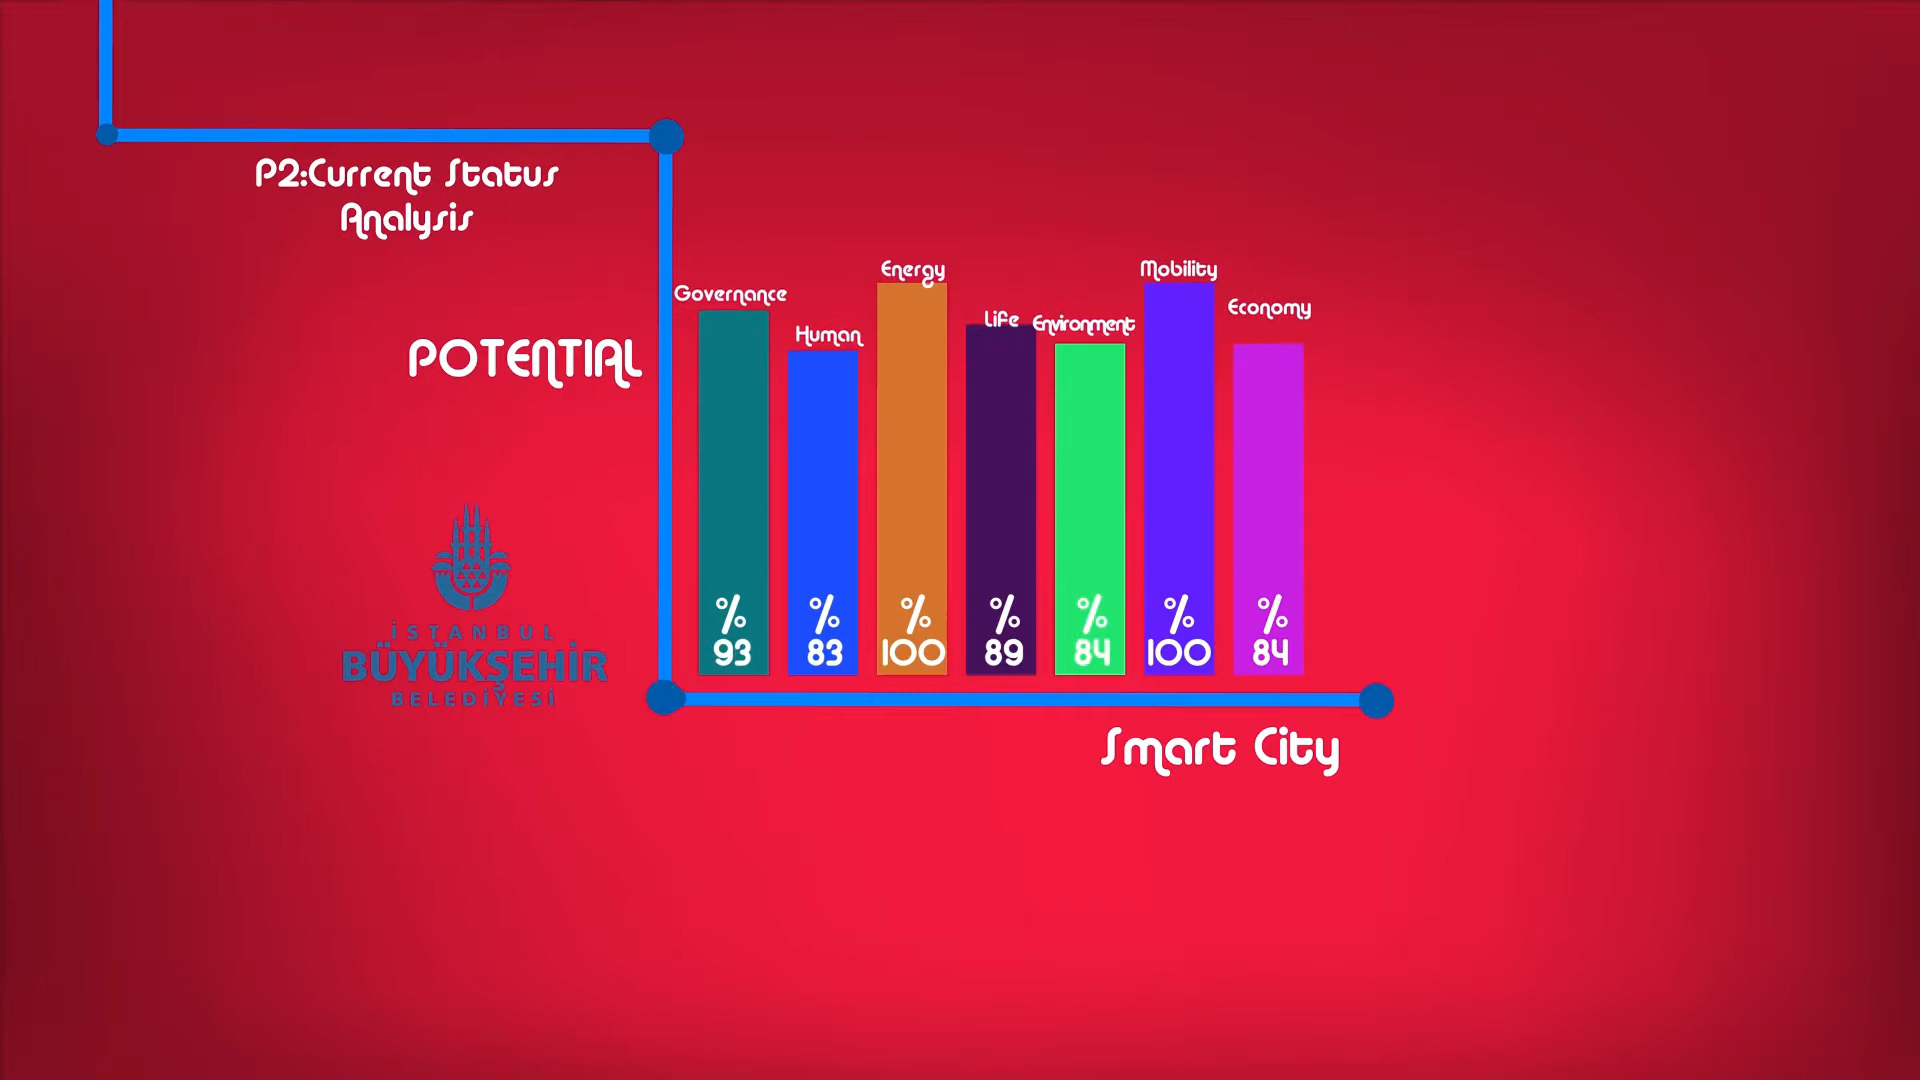 P2:Current Status
Analysis
POTENTIAL
Governance
Human
Energy
Life
Environment
Mobility
Economy
%
93
%
83
%
100
%
89
%
84
%
100
%
84
İSTANBUL
BÜYÜKŞEHİR
BELEDİYESİ
Smart City